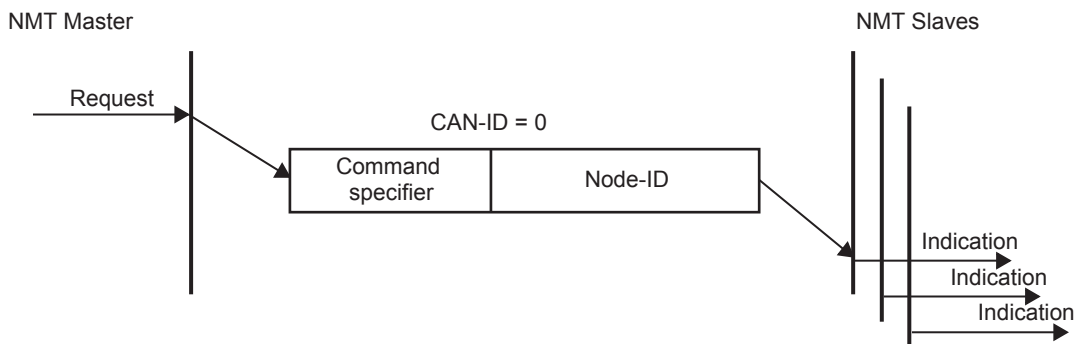 NMT Master
NMT Slaves
Request
CAN-ID = 0
Command
specifier
Node-ID
Indication
Indication
Indication